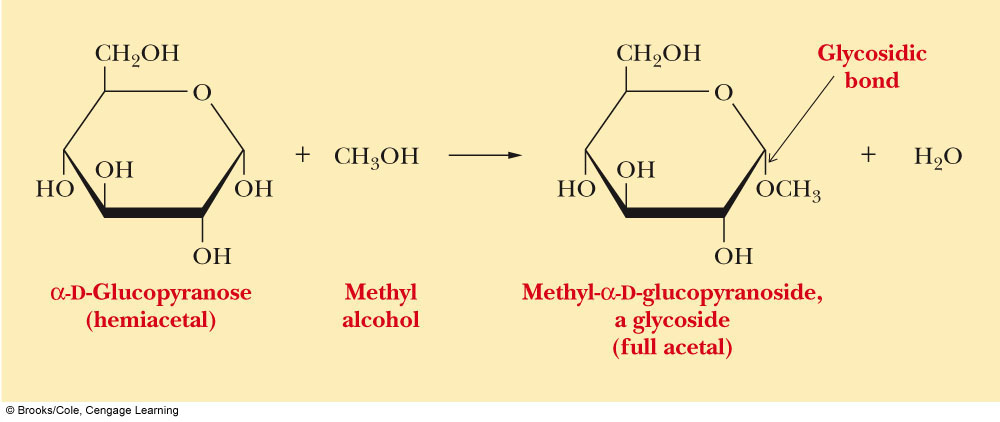 CH₂OH
O
OH
HO
OH
OH
+
CH₃OH
CH₂OH
O
OH
HO
OCH₃
OH
Glycosidic
bond
+
H₂O
α-D-Glucopyranose
(hemiacetal)
Methyl
alcohol
Methyl-α-D-glucopyranoside,
a glycoside
(full acetal)
© Brooks/Cole, Cengage Learning